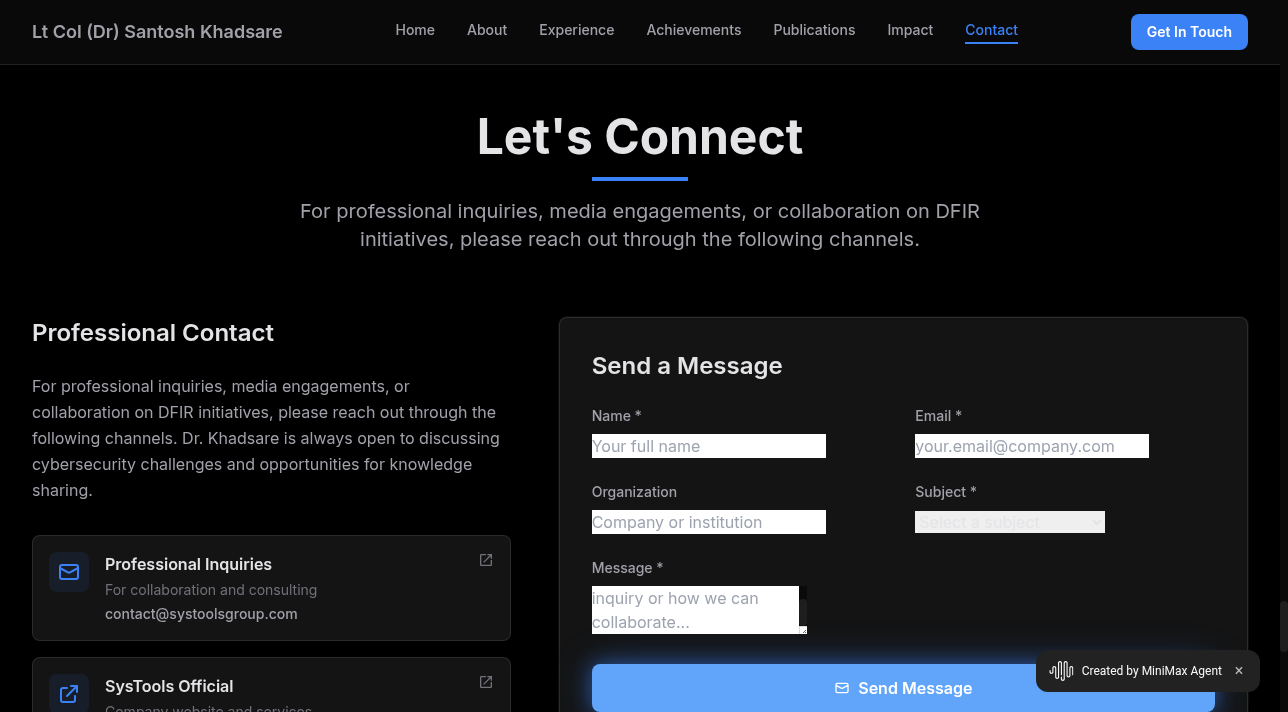 Lt Col (Dr) Santosh Khadsare
Home
About
Experience
Achievements
Publications
Impact
Contact
Get In Touch
Let's Connect
For professional inquiries, media engagements, or collaboration on DFIR
initiatives, please reach out through the following channels.
Professional Contact
For professional inquiries, media engagements, or
collaboration on DFIR initiatives, please reach out through the
following channels. Dr. Khadsare is always open to discussing
cybersecurity challenges and opportunities for knowledge
sharing.
Professional Inquiries
For collaboration and consulting
contact@systoolsgroup.com
SysTools Official
Company website and services
Send a Message
Name *
Your full name
Email *
your.email@company.com
Organization
Company or institution
Subject *
Select a subject
Message *
inquiry or how we can
collaborate...
Send Message
Created by MiniMax Agent